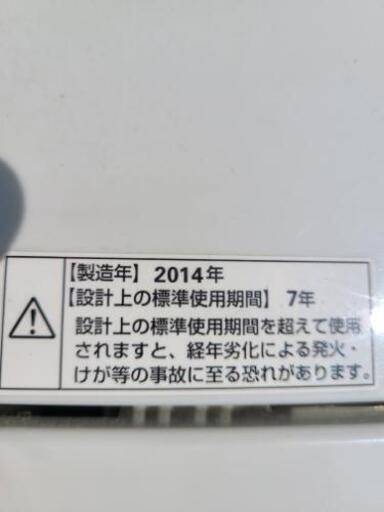 【製造年】2014年
【設計上の標準使用期間】7年
設計上の標準使用期間を超えて使用
されますと、経年劣化による発火・
けが等の事故に至る恐れがあります。